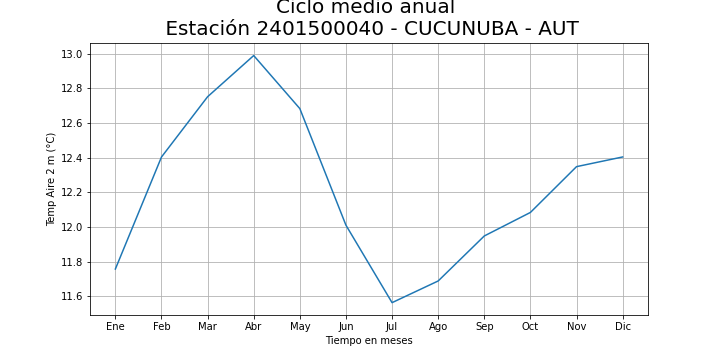 Ciclo medio anual
Estación 2401500040 - CUCUNUBA - AUT
13.0
12.8
12.6
12.4
12.2
12.0
11.8
11.6
Temp Aire 2 m (°C)
Ene Feb Mar Abr May Jun Jul Ago Sep Oct Nov Dic
Tiempo en meses